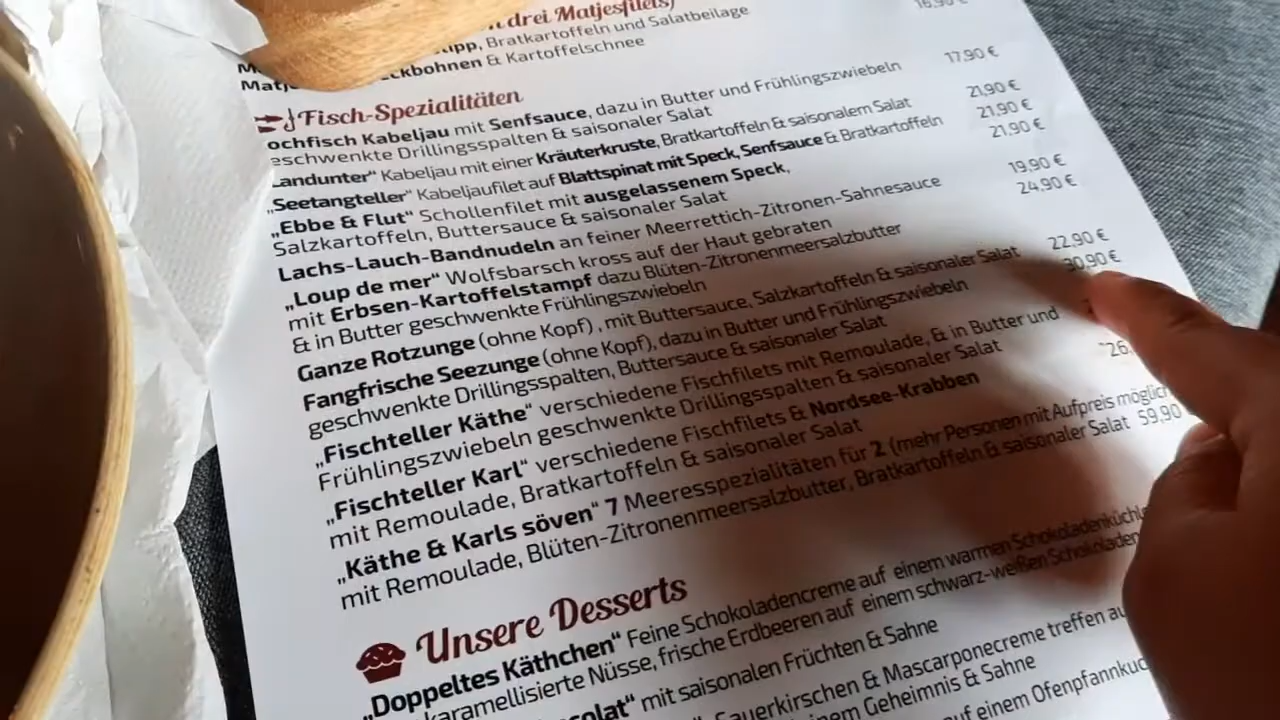 drei Matjesfilets)
Bratkartoffeln und Salatbeilage 16,90 €
& Kartoffelschnee
Fisch-Spezialitäten
ochfisch Kabeljau mit Senfsauce, dazu in Butter und Frühlingszwiebeln 17,90 €
eschwenkte Drillingsspalten & saisonaler Salat
Landunter“ Kabeljau mit einer Kräuterkruste, Bratkartoffeln & saisonalem Salat 21,90 €
„Seetangteller“ Kabeljaufilet auf Blattspinat mit Speck, Senfsauce & Bratkartoffeln 21,90 €
„Ebbe & Flut“ Schollenfilet mit ausgelassenem Speck, 21,90 €
Salzkartoffeln, Buttersauce & saisonaler Salat
Lachs-Lauch-Bandnudeln an feiner Meerrettich-Zitronen-Sahnesauce 19,90 €
„Loup de mer“ Wolfsbarsch kross auf der Haut gebraten 24,90 €
mit Erbsen-Kartoffelstampf dazu Blüten-Zitronenmeersalzbutter
& in Butter geschwenkte Frühlingszwiebeln
Ganze Rotzunge (ohne Kopf) , mit Buttersauce, Salzkartoffeln & saisonaler Salat 22,90 €
Fangfrische Seezunge (ohne Kopf), dazu in Butter und Frühlingszwiebeln 30,90 €
geschwenkte Drillingsspalten, Buttersauce & saisonaler Salat
„Fischteller Käthe“ verschiedene Fischfilets mit Remoulade, & in Butter und
Frühlingszwiebeln geschwenkte Drillingsspalten & saisonaler Salat
„Fischteller Karl“ verschiedene Fischfilets & Nordsee-Krabben 26,
mit Remoulade, Bratkartoffeln & saisonaler Salat
„Käthe & Karls söven“ 7 Meeresspezialitäten für 2 (mehr Personen mit Aufpreis möglich
mit Remoulade, Blüten-Zitronenmeersalzbutter, Bratkartoffeln & saisonaler Salat 59,90
Unsere Desserts
„Doppeltes Käthchen“ Feine Schokoladencreme auf einem warmen Schokoladenküchle
karamellisierte Nüsse, frische Erdbeeren auf einem schwarz-weißen Schokoladen
mit saisonalen Früchten & Sahne
Sauerkirschen & Mascarponecreme treffen au
Geheimnis & Sahne
auf einem Ofenpfannkuc